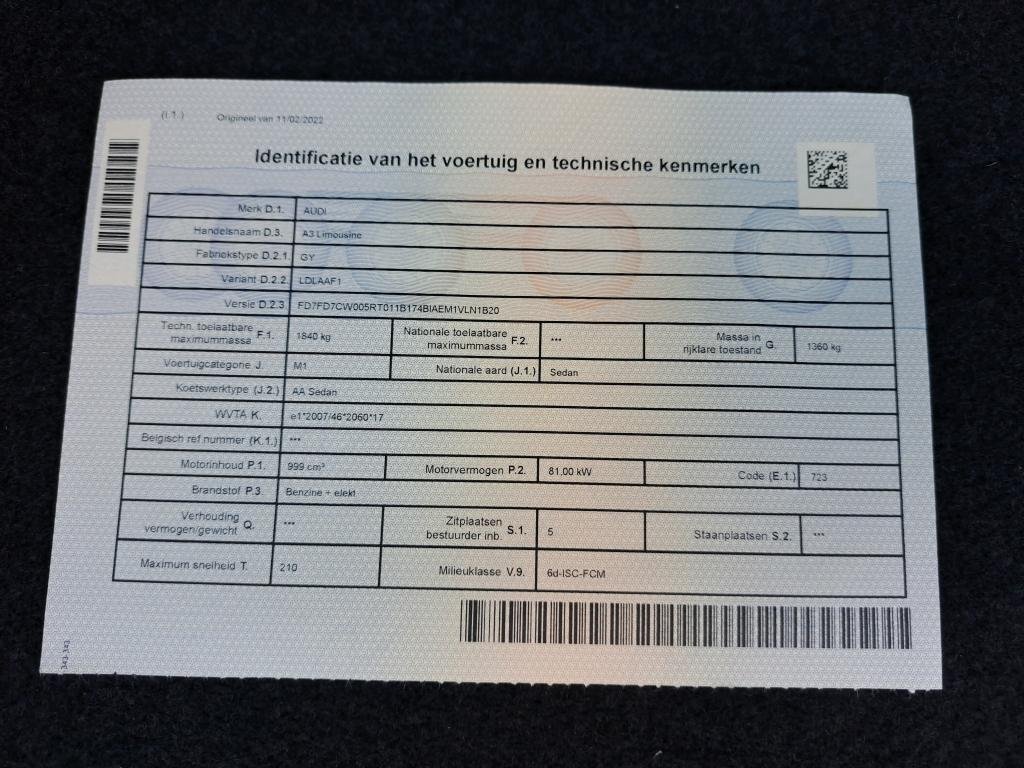 (I.1.) Origineel van 11/02/2022
Identificatie van het voertuig en technische kenmerken
Merk D.1. AUDI
Handelsnaam D.3. A3 Limousine
Fabriekstype D.2.1. GY
Variant D.2.2. LDLAAF1
Versie D.2.3 FD7FD7CW005RT011B174BIAEM1VLN1B20
Techn. toelaatbare maximummassa F.1. 1840 kg Nationale toelaatbare maximummassa F.2. *** Massa in rijklare toestand G. 1360 kg
Voertuigcategorie J. M1 Nationale aard (J.1.) Sedan
Koetswerktype (J.2.) AA Sedan
WVTA K. e1*2007/46*2060*17
Belgisch ref nummer (K.1.) ***
Motorinhoud P.1. 999 cm³ Motorvermogen P.2. 81,00 kW Code (E.1.) 723
Brandstof P.3. Benzine + elekt
Verhouding vermogen/gewicht Q. *** Zitplaatsen bestuurder inb. S.1. 5 Staanplaatsen S.2. ***
Maximum snelheid T. 210 Milieuklasse V.9. 6d-ISC-FCM
343-343